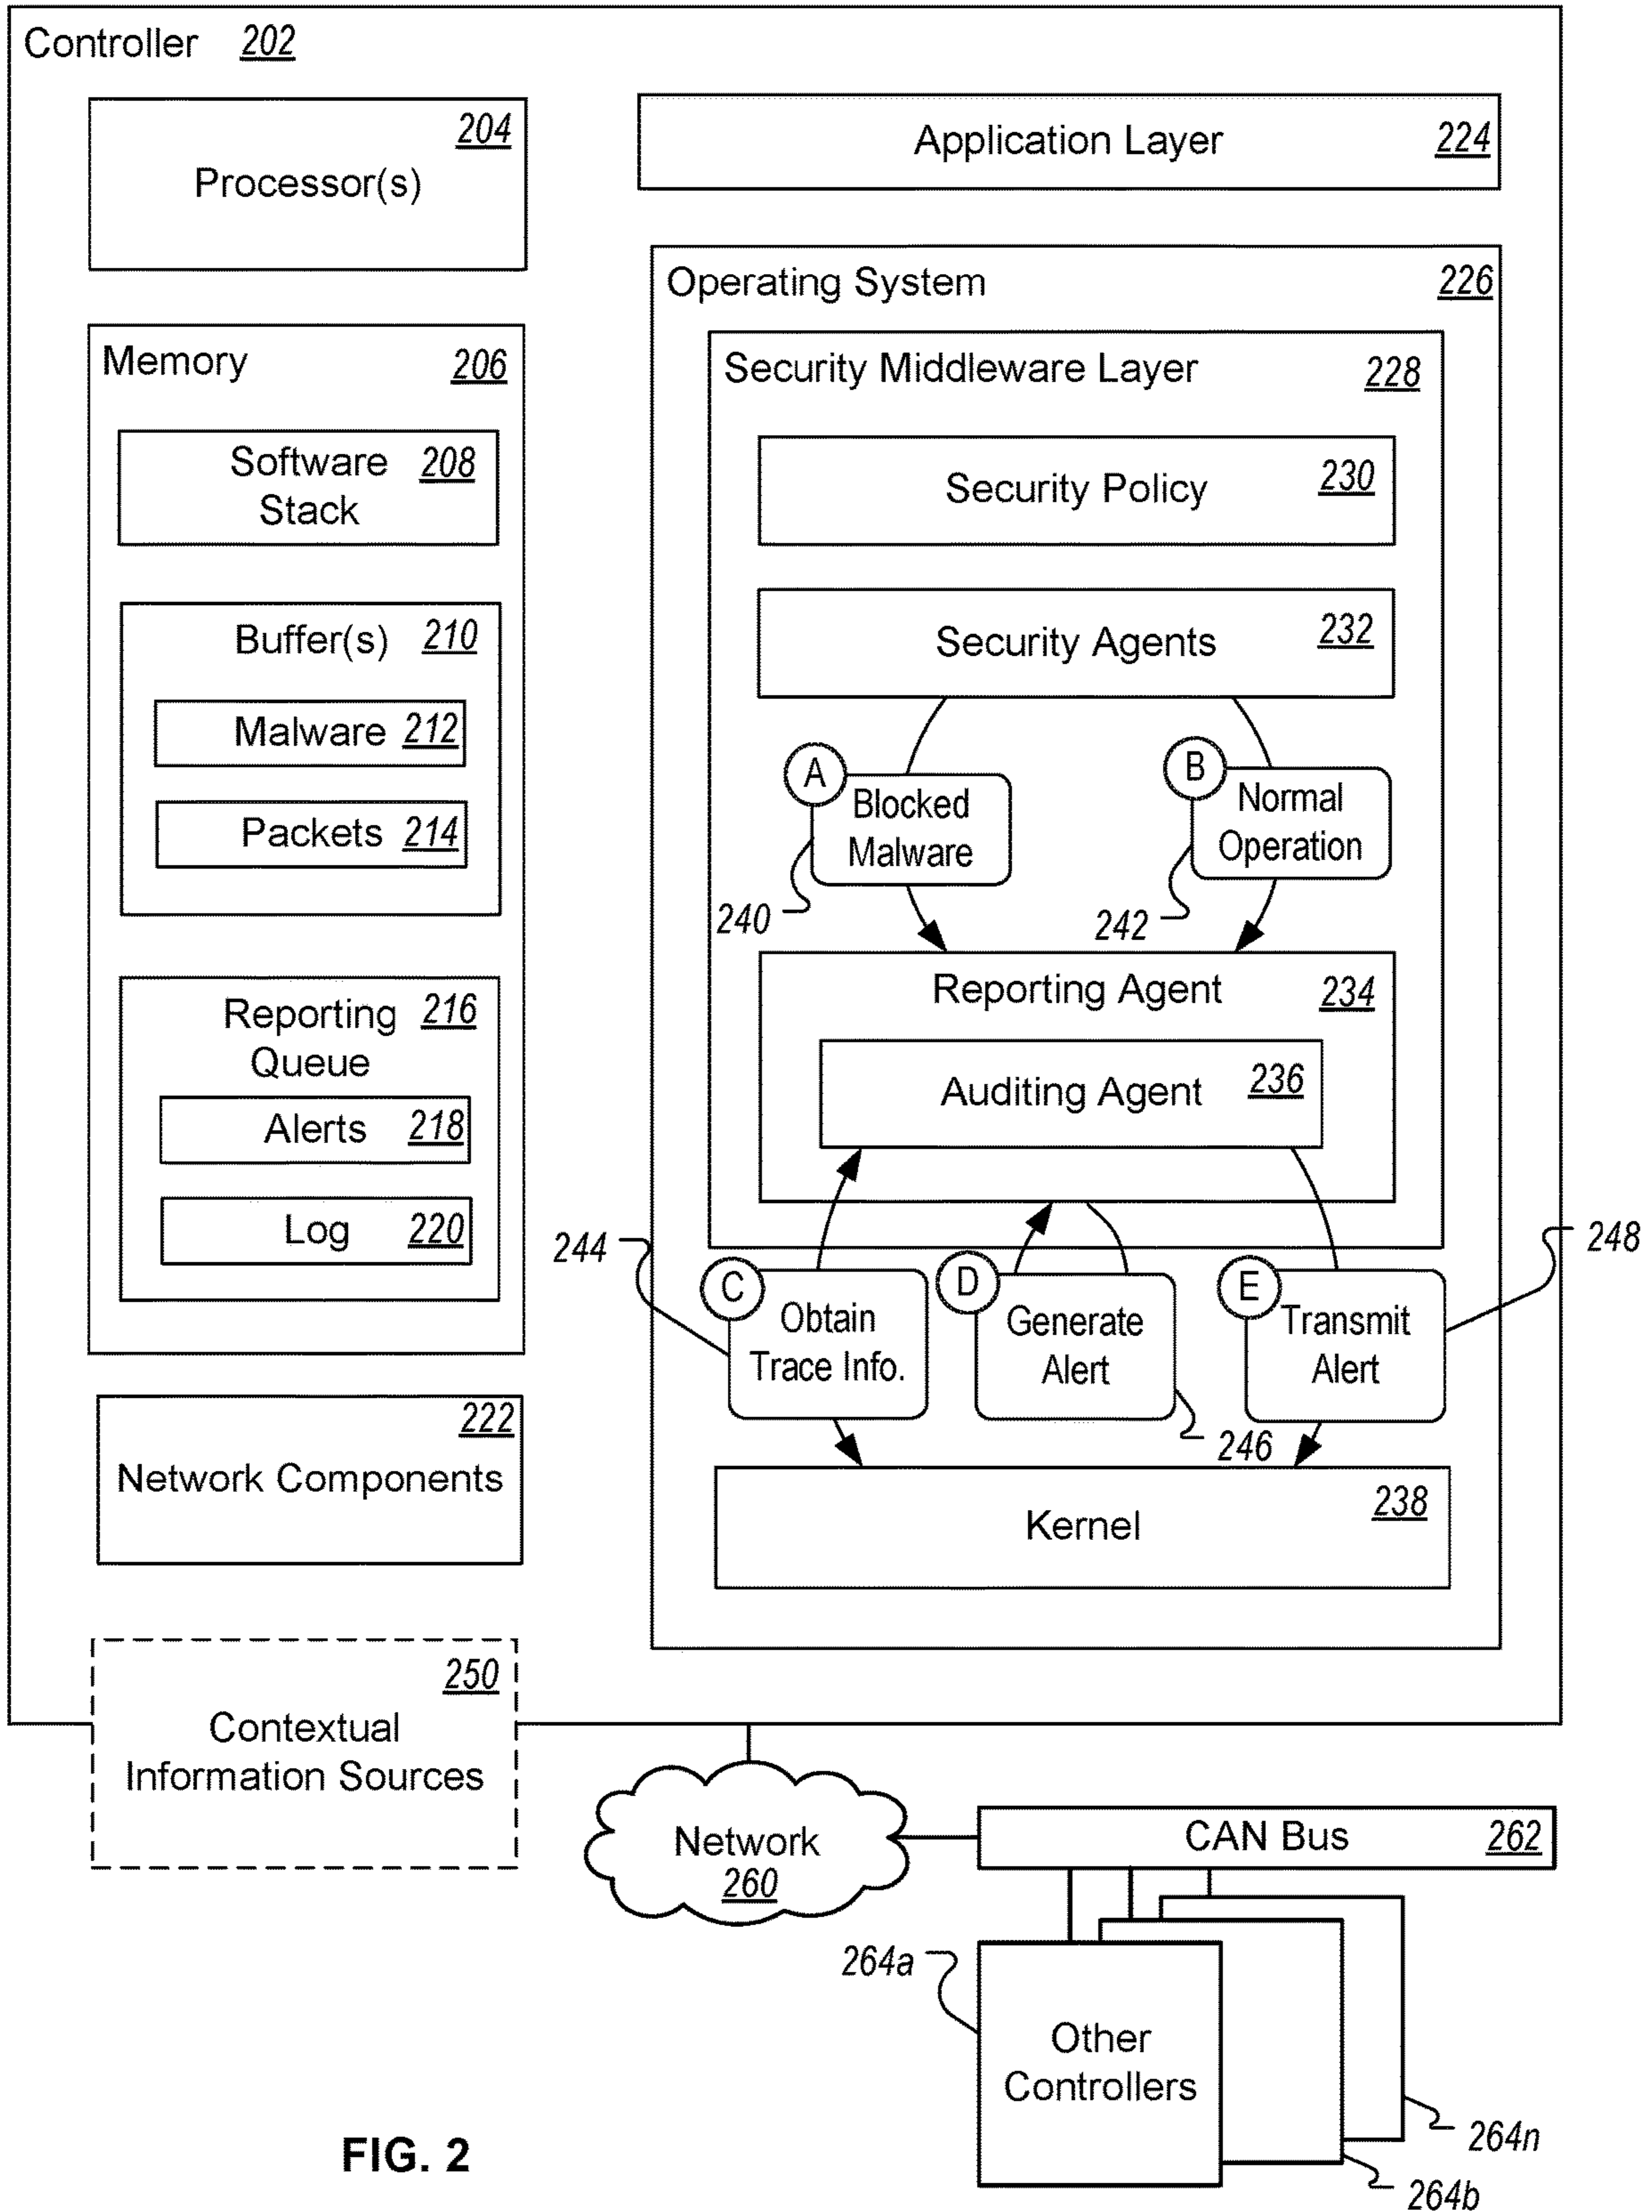 Controller 202
204
Processor(s)
Memory 206
Software 208
Stack
Buffer(s) 210
Malware 212
Packets 214
Reporting 216
Queue
Alerts 218
Log 220
222
Network Components
250
Contextual
Information Sources
Application Layer 224
Operating System 226
Security Middleware Layer 228
Security Policy 230
Security Agents 232
A
Blocked
Malware
240
B
Normal
Operation
242
Reporting Agent 234
Auditing Agent 236
244
C
Obtain
Trace Info.
D
Generate
Alert
246
E
Transmit
Alert
248
Kernel 238
Network
260
CAN Bus 262
264a
Other
Controllers
264n
264b
FIG. 2